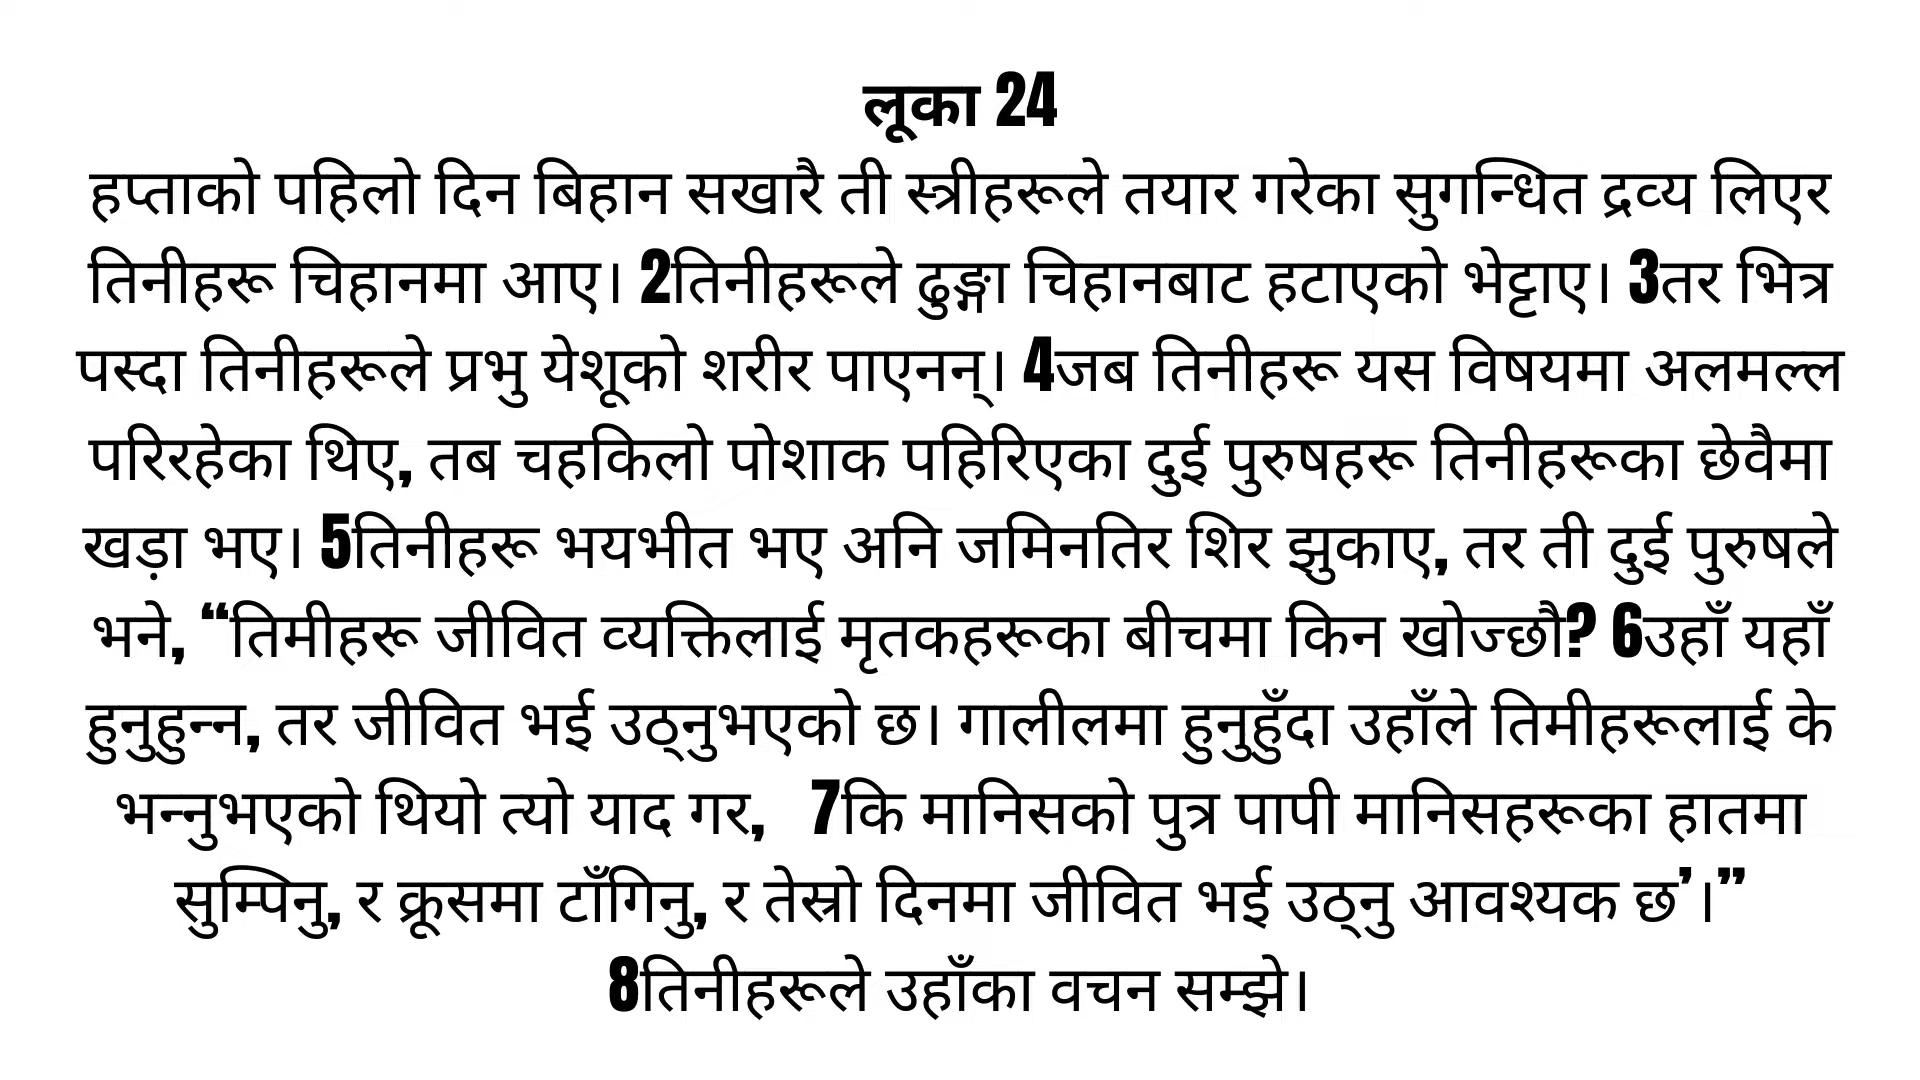 लूका 24
हप्ताको पहिलो दिन बिहान सखारै ती स्त्रीहरूले तयार गरेका सुगन्धित द्रव्य लिएर
तिनीहरू चिहानमा आए। 2तिनीहरूले ढुङ्गा चिहानबाट हटाएको भेट्टाए। 3तर भित्र
पस्दा तिनीहरूले प्रभु येशूको शरीर पाएनन्। 4जब तिनीहरू यस विषयमा अलमल्ल
परिरहेका थिए, तब चहकिलो पोशाक पहिरिएका दुई पुरुषहरू तिनीहरूका छेवैमा
खड़ा भए। 5तिनीहरू भयभीत भए अनि जमिनतिर शिर झुकाए, तर ती दुई पुरुषले
भने, “तिमीहरू जीवित व्यक्तिलाई मृतकहरूका बीचमा किन खोज्छौ? 6उहाँ यहाँ
हुनुहुन्न, तर जीवित भई उठ्नुभएको छ। गालीलमा हुनुहुँदा उहाँले तिमीहरूलाई के
भन्नुभएको थियो त्यो याद गर, 7कि मानिसको पुत्र पापी मानिसहरूका हातमा
सुम्पिनु, र क्रूसमा टाँगिनु, र तेस्रो दिनमा जीवित भई उठ्नु आवश्यक छ’।”
8तिनीहरूले उहाँका वचन सम्झे।